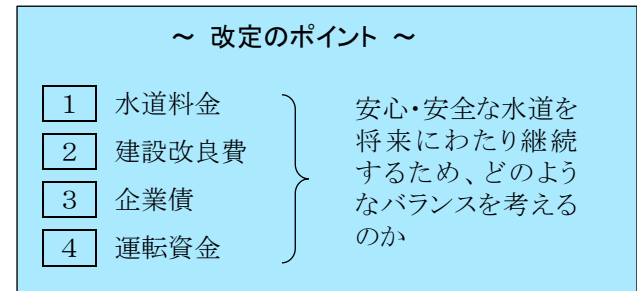 ～ 改定のポイント ～
1 水道料金
2 建設改良費
3 企業債
4 運転資金
安心・安全な水道を
将来にわたり継続
するため、どのよう
なバランスを考える
のか